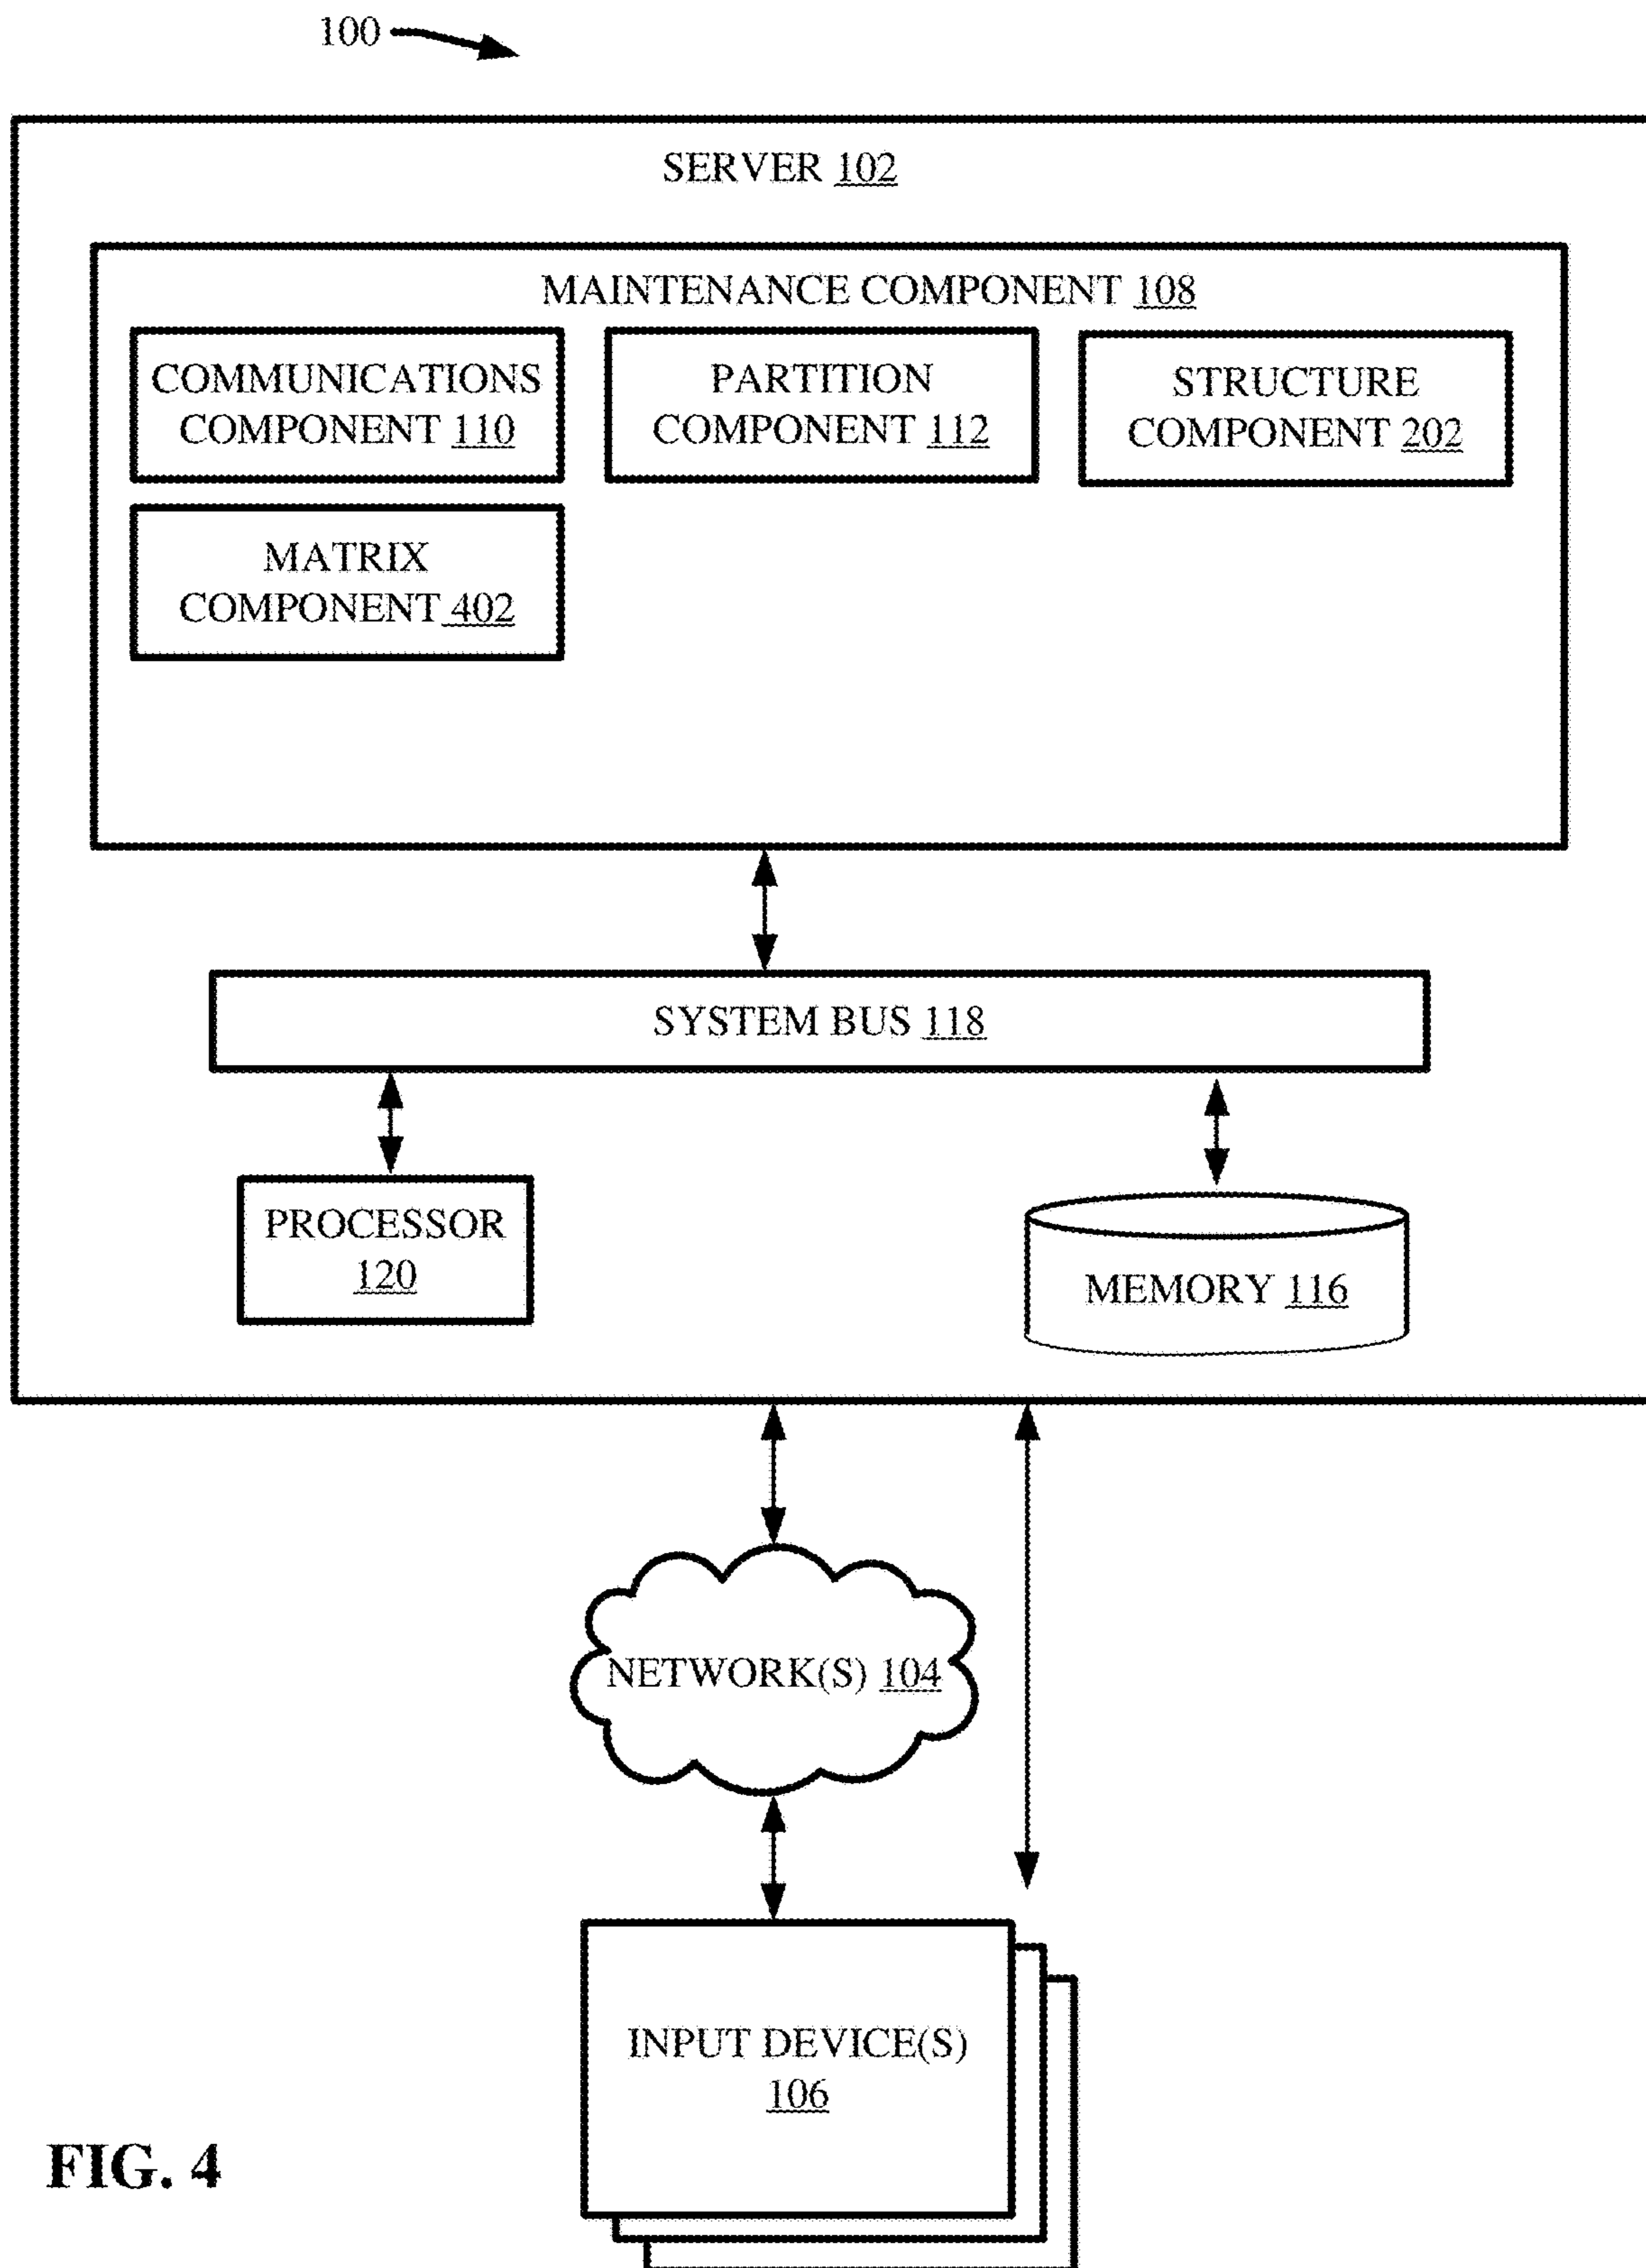 100
SERVER 102
MAINTENANCE COMPONENT 108
COMMUNICATIONS
COMPONENT 110
PARTITION
COMPONENT 112
STRUCTURE
COMPONENT 202
MATRIX
COMPONENT 402
SYSTEM BUS 118
PROCESSOR
120
MEMORY 116
NETWORK(S) 104
INPUT DEVICE(S)
106
FIG. 4